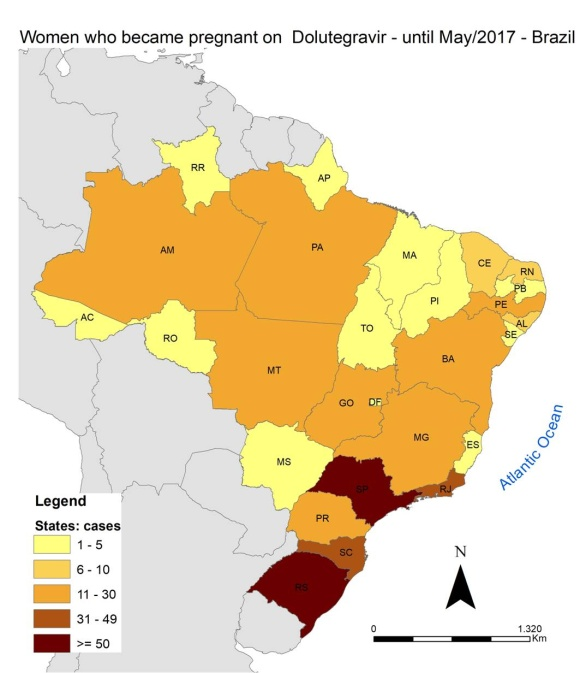 Women who became pregnant on Dolutegravir - until May/2017 - Brazil
RR
AP
AM
PA
MA
CE
RN
PB
PI
PE
AL
SE
AC
RO
TO
BA
MT
GO
DF
MG
ES
MS
SP
RJ
PR
SC
RS
Atlantic Ocean
Legend
States: cases
1 - 5
6 - 10
11 - 30
31 - 49
>= 50
N
0 1.320
Km